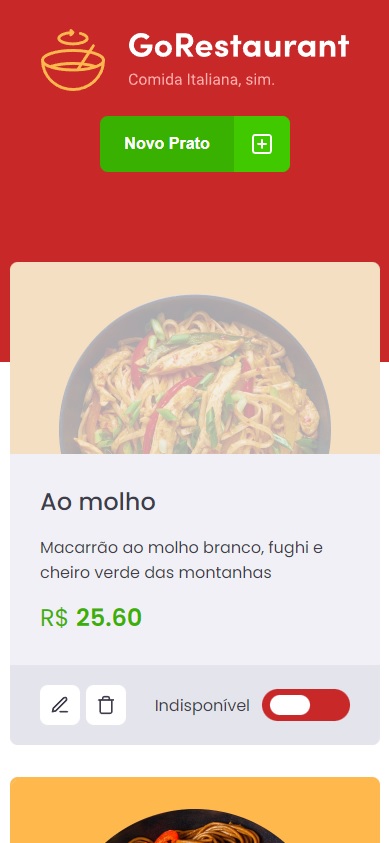 GoRestaurant
Comida Italiana, sim.
Novo Prato
Ao molho
Macarrão ao molho branco, fughi e
cheiro verde das montanhas
R$ 25.60
Indisponível